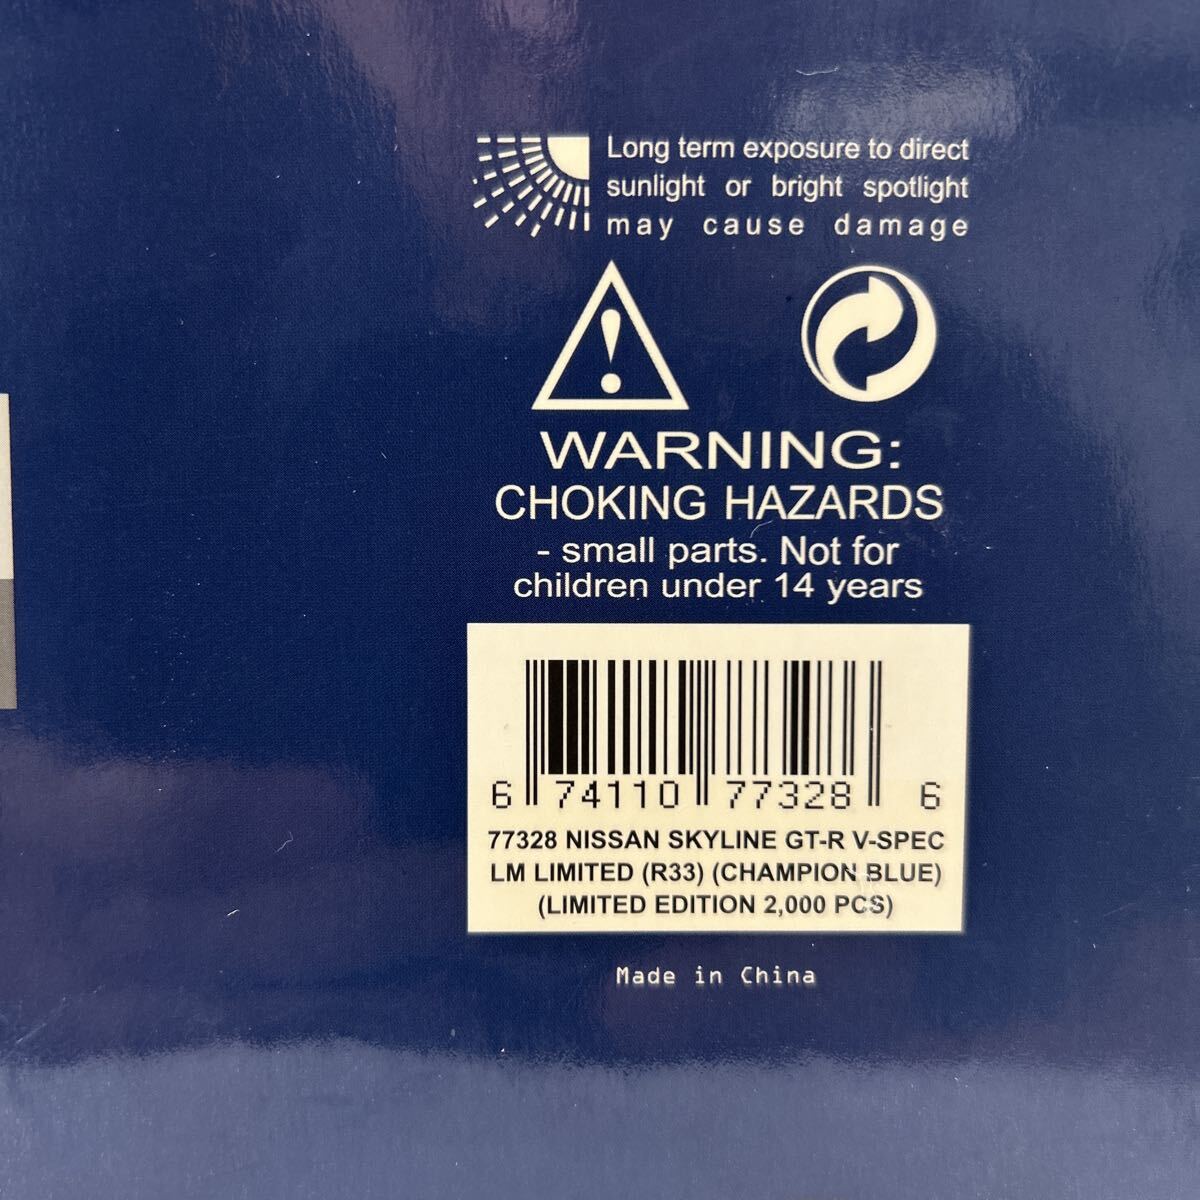 Long term exposure to direct
sunlight or bright spotlight
may cause damage
WARNING:
CHOKING HAZARDS
- small parts. Not for
children under 14 years
6 74110 77328 6
77328 NISSAN SKYLINE GT-R V-SPEC
LM LIMITED (R33) (CHAMPION BLUE)
(LIMITED EDITION 2,000 PCS)
Made in China